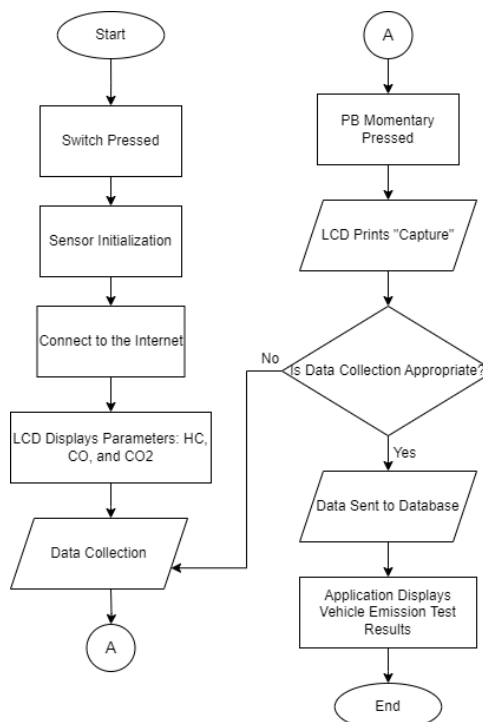 Start
Switch Pressed
Sensor Initialization
Connect to the Internet
LCD Displays Parameters: HC,
CO, and CO2
Data Collection
A
A
PB Momentary
Pressed
LCD Prints "Capture"
Is Data Collection Appropriate?
No
Yes
Data Sent to Database
Application Displays
Vehicle Emission Test
Results
End